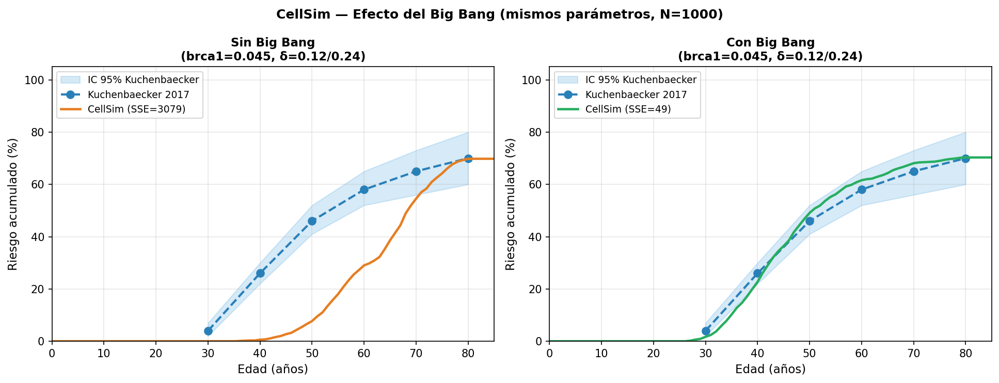 CellSim — Efecto del Big Bang (mismos parámetros, N=1000)
Sin Big Bang
(brca1=0.045, δ=0.12/0.24)
IC 95% Kuchenbaecker
Kuchenbaecker 2017
CellSim (SSE=3079)
Riesgo acumulado (%)
100
80
60
40
20
0
0 10 20 30 40 50 60 70 80
Edad (años)
Con Big Bang
(brca1=0.045, δ=0.12/0.24)
IC 95% Kuchenbaecker
Kuchenbaecker 2017
CellSim (SSE=49)
Riesgo acumulado (%)
100
80
60
40
20
0
0 10 20 30 40 50 60 70 80
Edad (años)